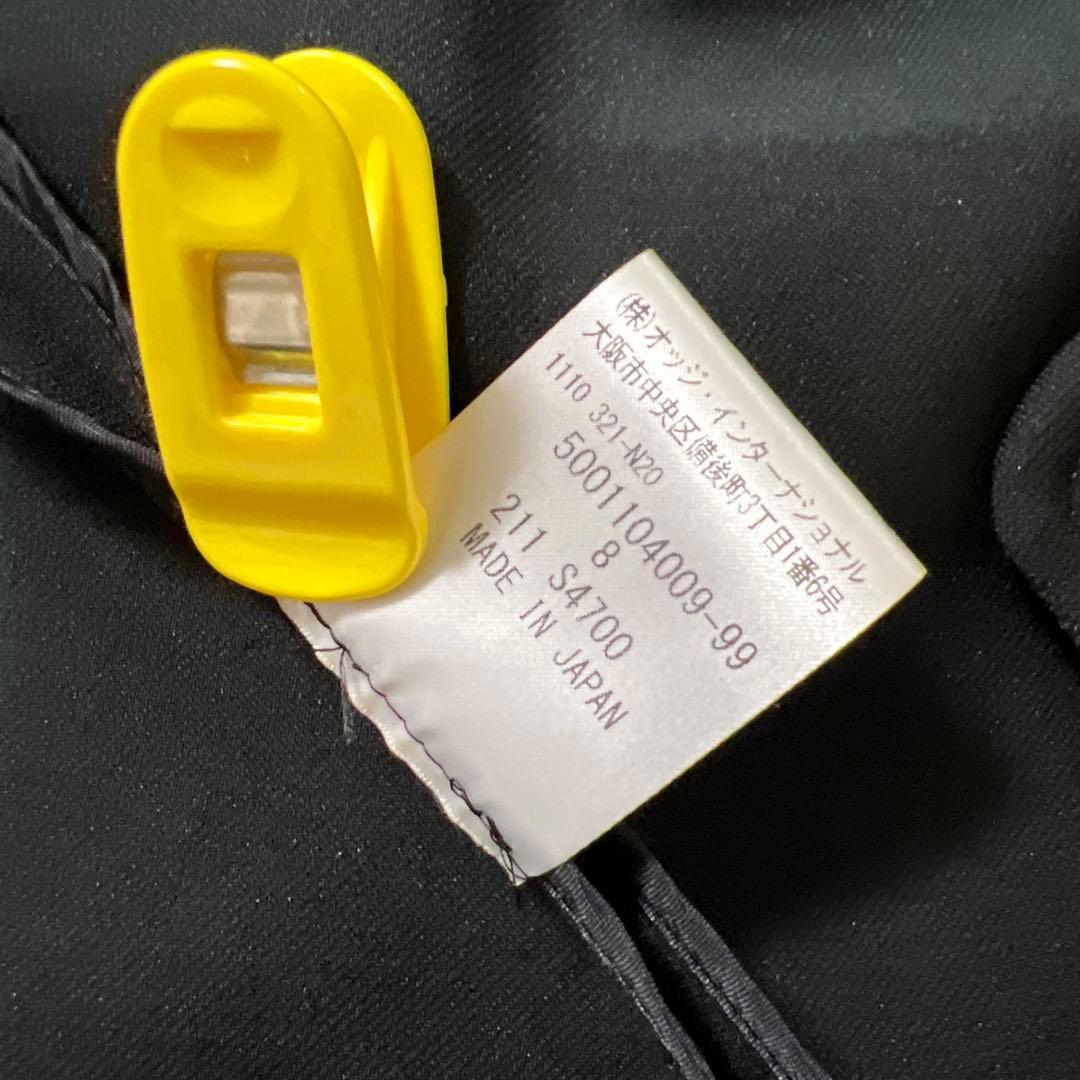 (株)オッジ・インターナショナル
大阪市中央区備後町3丁目1番6号
1110 321-N20
5001104009-99
8
211 S4700
MADE IN JAPAN